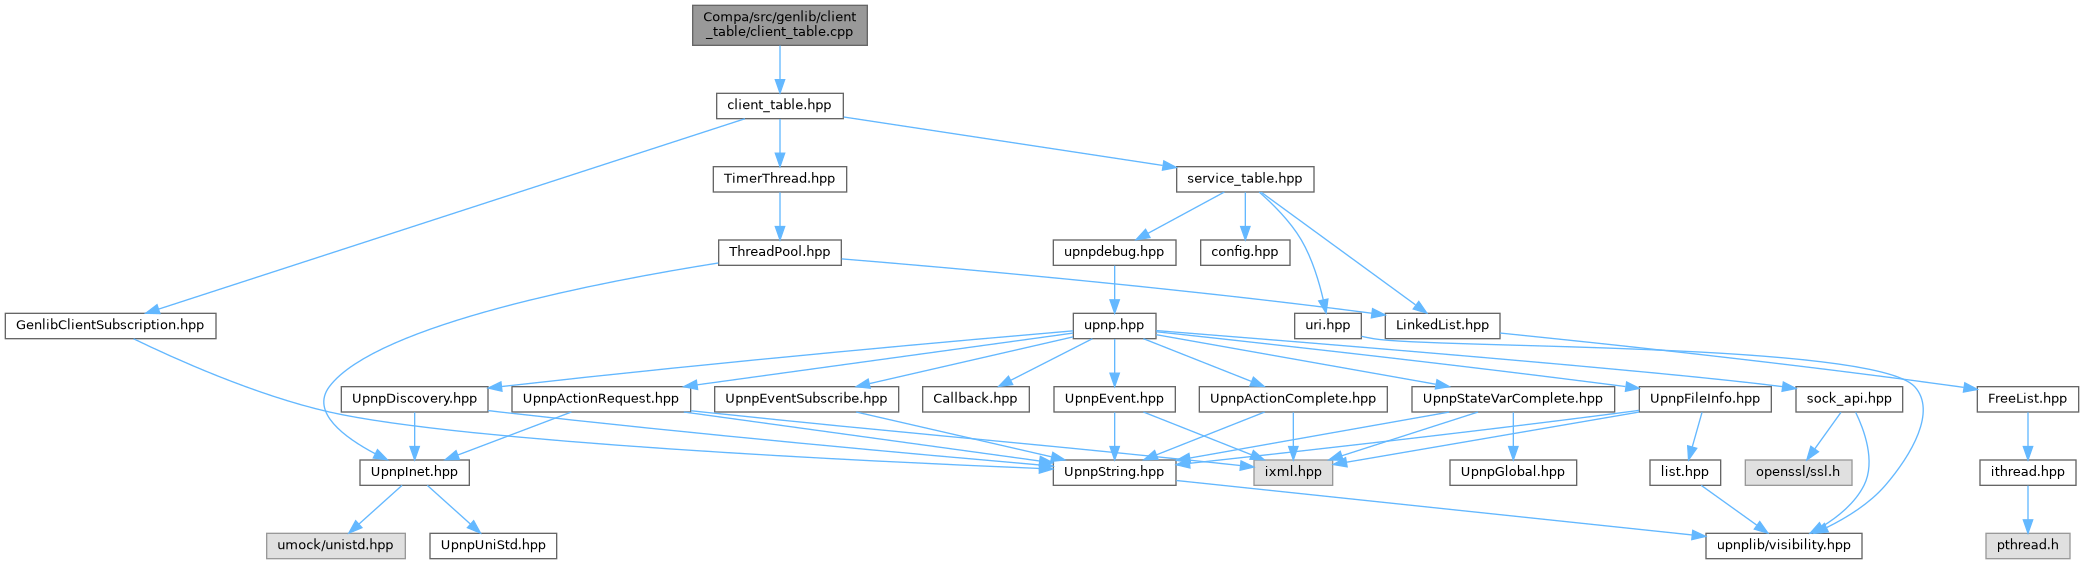 Compa/src/genlib/client
_table/client_table.cpp
client_table.hpp
TimerThread.hpp
service_table.hpp
ThreadPool.hpp
upnpdebug.hpp
config.hpp
GenlibClientSubscription.hpp
upnp.hpp
uri.hpp
LinkedList.hpp
UpnpDiscovery.hpp
UpnpActionRequest.hpp
UpnpEventSubscribe.hpp
Callback.hpp
UpnpEvent.hpp
UpnpActionComplete.hpp
UpnpStateVarComplete.hpp
UpnpFileInfo.hpp
sock_api.hpp
FreeList.hpp
UpnpInet.hpp
UpnpString.hpp
ixml.hpp
UpnpGlobal.hpp
list.hpp
openssl/ssl.h
ithread.hpp
umock/unistd.hpp
UpnpUniStd.hpp
upnplib/visibility.hpp
pthread.h